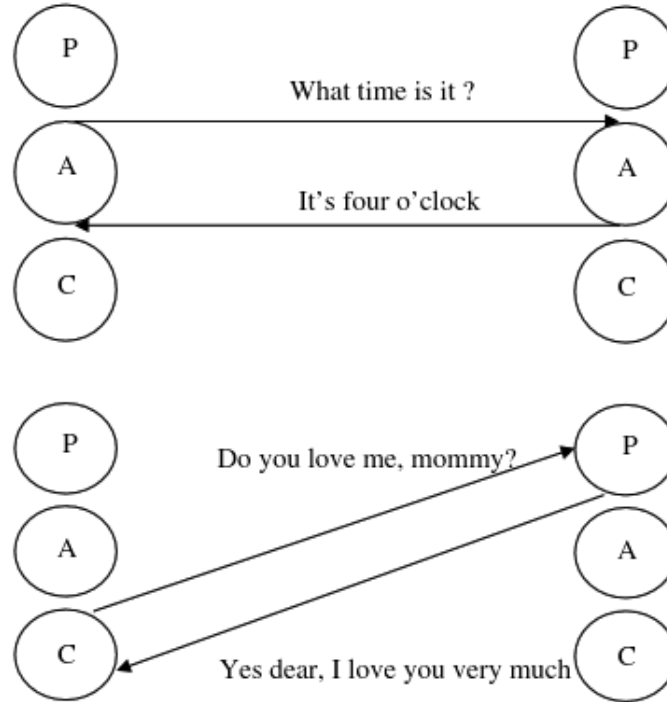 P
P
What time is it ?
A
A
It's four o'clock
C
C
P
P
Do you love me, mommy?
A
A
C
C
Yes dear, I love you very much